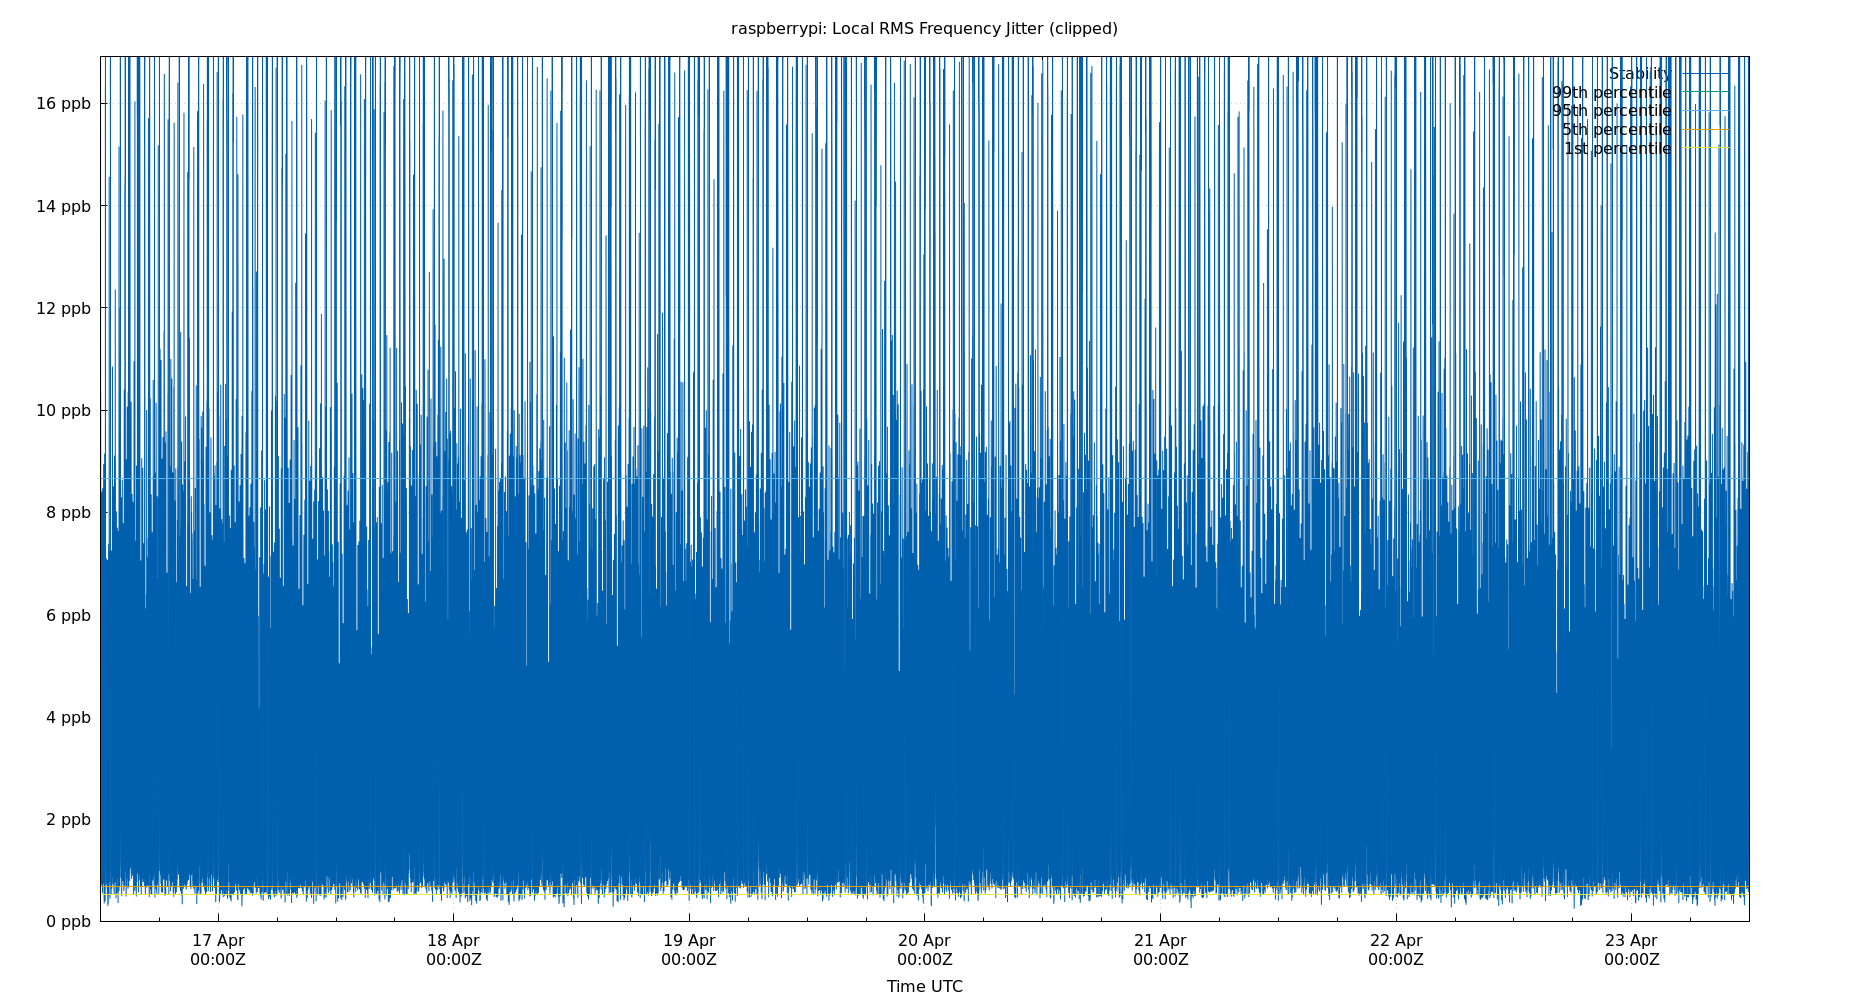 raspberrypi: Local RMS Frequency Jitter (clipped)
Stability
99th percentile
95th percentile
5th percentile
1st percentile
16 ppb
14 ppb
12 ppb
10 ppb
8 ppb
6 ppb
4 ppb
2 ppb
0 ppb
17 Apr 18 Apr 19 Apr 20 Apr 21 Apr 22 Apr 23 Apr
00:00Z 00:00Z 00:00Z 00:00Z 00:00Z 00:00Z 00:00Z
Time UTC